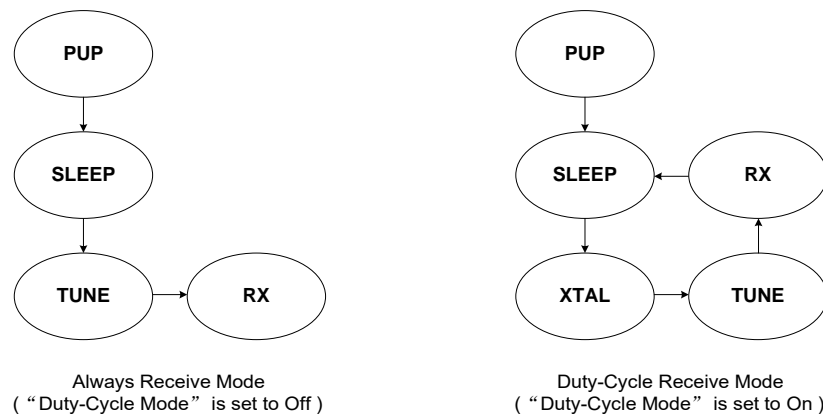 PUP
SLEEP
TUNE
RX
Always Receive Mode
( “Duty-Cycle Mode” is set to Off )
PUP
SLEEP
RX
XTAL
TUNE
Duty-Cycle Receive Mode
( “Duty-Cycle Mode” is set to On )